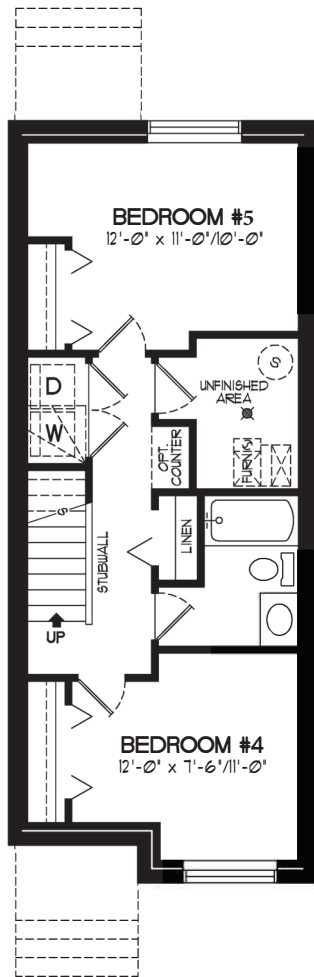 BEDROOM #5
12'-0" x 11'-0"/10'-0"
S
UNFINISHED
AREA
D
W
OPT.
COUNTER
FURN(S)
LINEN
S
STUBWALL
UP
BEDROOM #4
12'-0" x 7'-6"/11'-0"